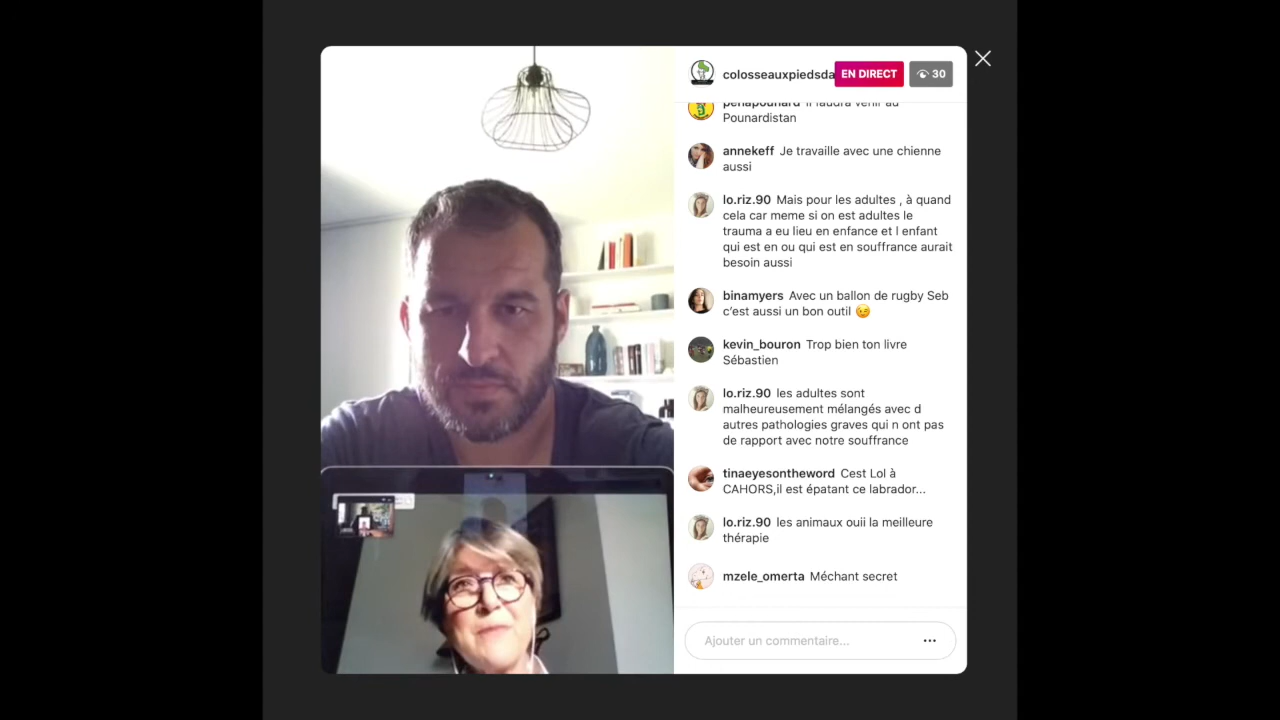 colosseauxpiedsda
EN DIRECT
30
penapounard Il faudra venir au
Pounardistan
annekeff Je travaille avec une chienne
aussi
lo.riz.90 Mais pour les adultes , à quand
cela car meme si on est adultes le
trauma a eu lieu en enfance et l enfant
qui est en ou qui est en souffrance aurait
besoin aussi
binamyers Avec un ballon de rugby Seb
c'est aussi un bon outil 😉
kevin_bouron Trop bien ton livre
Sébastien
lo.riz.90 les adultes sont
malheureusement mélangés avec d
autres pathologies graves qui n ont pas
de rapport avec notre souffrance
tinaeyesontheword Cest Lol à
CAHORS,il est épatant ce labrador...
lo.riz.90 les animaux ouii la meilleure
thérapie
mzele_omerta Méchant secret
Ajouter un commentaire...